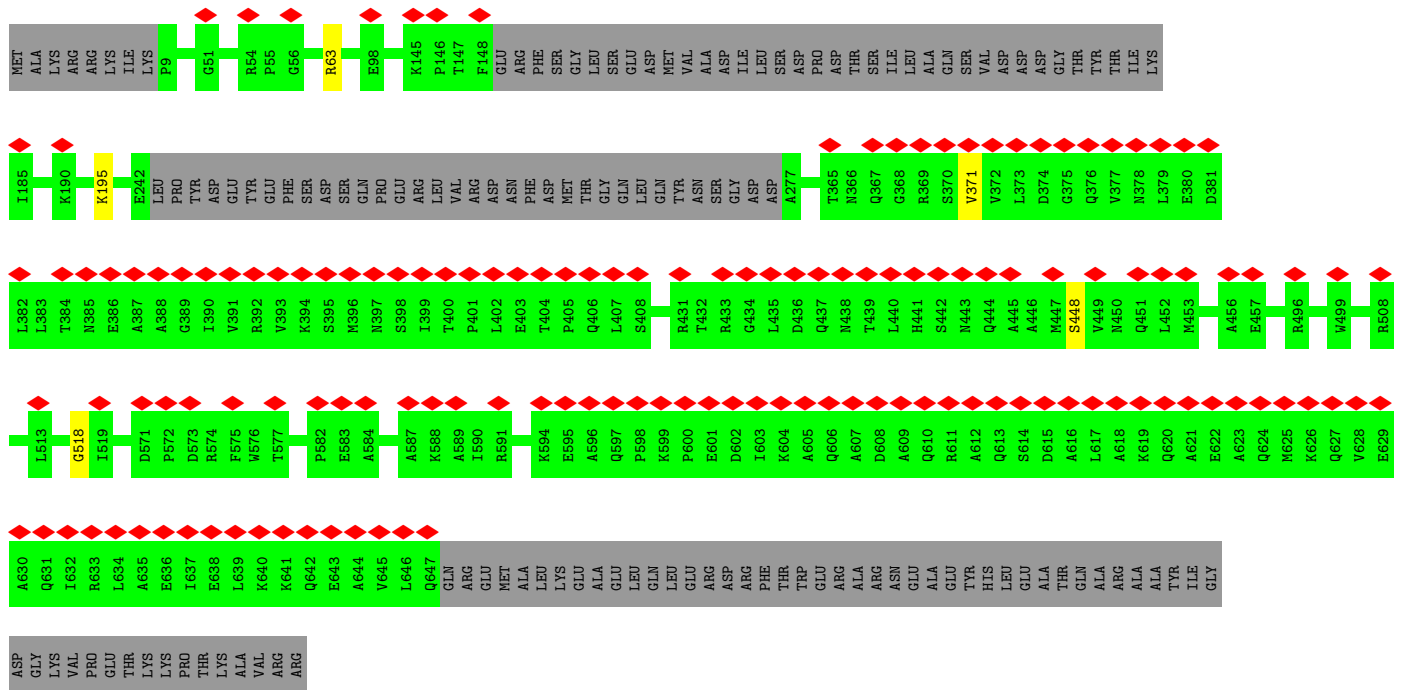 MET ALA LYS ARG ARG LYS ILE LYS P9 G51 R54 P55 G56 R63 E98 K145 P146 T147 F148 GLU ARG PHE SER GLY LEU SER GLU ASP MET VAL ALA ASP ILE LEU SER ASP PRO ASP THR SER ILE LEU ALA GLN SER VAL ASP ASP ASP GLY THR TYR THR ILE LYS
I185 K190 K195 E242 LEU PRO TYR ASP GLU TYR GLU PHE SER ASP SER GLN PRO GLU ARG LEU VAL ARG ASP ASN PHE ASP MET THR GLY GLN LEU GLN TYR ASN SER GLY ASP ASP A277 T365 N366 Q367 G368 R369 S370 V371 V372 L373 D374 G375 Q376 V377 N378 L379 E380 D381
L382 L383 T384 N385 E386 A387 A388 G389 I390 V391 R392 V393 K394 S395 M396 N397 S398 I399 T400 P401 L402 E403 T404 P405 Q406 L407 S408 R431 T432 R433 G434 L435 D436 Q437 N438 T439 L440 H441 S442 N443 Q444 A445 A446 M447 S448 V449 N450 Q451 L452 M453 A456 E457 R496 W499 R508
L513 G518 I519 D571 P572 D573 R574 F575 W576 T577 P582 E583 A584 A587 K588 A589 I590 R591 K594 E595 A596 Q597 P598 K599 P600 E601 D602 I603 K604 A605 Q606 A607 D608 A609 Q610 R611 A612 Q613 S614 D615 A616 L617 A618 K619 Q620 A621 E622 A623 Q624 M625 K626 Q627 V628 E629
A630 Q631 I632 R633 L634 A635 E636 I637 E638 L639 K640 K641 Q642 E643 A644 V645 L646 Q647 GLN ARG GLU MET ALA LEU LYS GLU ALA GLU LEU GLN LEU GLU ARG ASP ARG PHE THR TRP GLU ARG ALA ARG ASN GLU ALA GLU TYR HIS LEU GLU ALA THR GLN ALA ARG ALA ALA TYR ILE GLY
ASP GLY LYS VAL PRO GLU THR LYS LYS PRO THR LYS ALA VAL ARG ARG